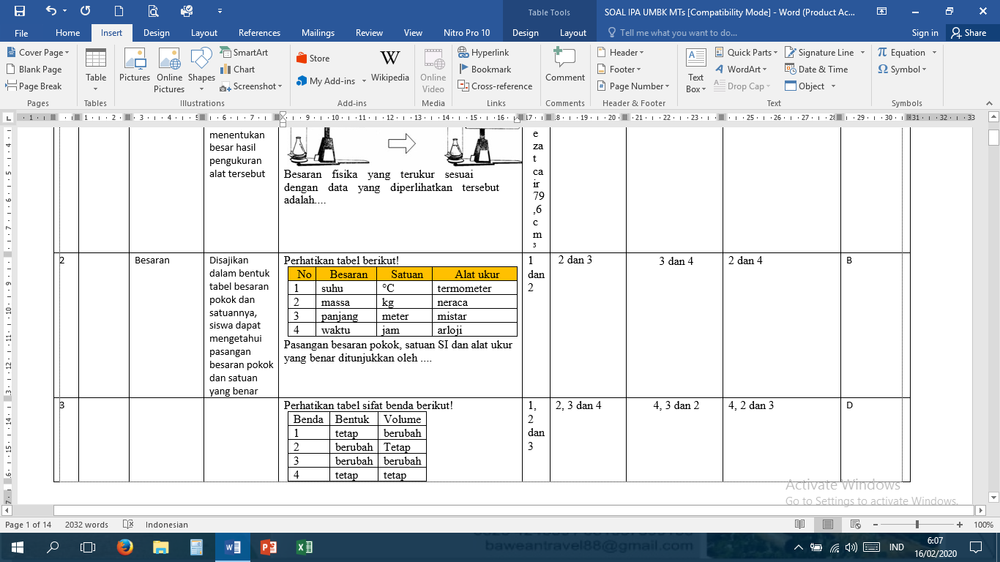 Table Tools
SOAL IPA UMBK MTs [Compatibility Mode] - Word (Product Ac...
File Home Insert Design Layout References Mailings Review View Nitro Pro 10 Design Layout Tell me what you want to do... Sign in Share
Cover Page
Blank Page
Page Break
Pages
Table
Tables
Pictures
Online Pictures
Shapes
SmartArt
Chart
Screenshot
Illustrations
Store
My Add-ins
W
Wikipedia
Add-ins
Online Video
Media
Hyperlink
Bookmark
Cross-reference
Links
Comment
Comments
Header
Footer
Page Number
Header & Footer
Text Box
Quick Parts
WordArt
Drop Cap
Signature Line
Date & Time
Object
Text
Equation
Symbol
Symbols
menentukan
besar hasil
pengukuran
alat tersebut
Besaran fisika yang terukur sesuai
dengan data yang diperlihatkan tersebut
adalah....
e
za
t
ca
ir
79
,6
c
m
3
2
Besaran
Disajikan
dalam bentuk
tabel besaran
pokok dan
satuannya,
siswa dapat
mengetahui
pasangan
besaran pokok
dan satuan
yang benar
Perhatikan tabel berikut!
No Besaran Satuan Alat ukur
1 suhu °C termometer
2 massa kg neraca
3 panjang meter mistar
4 waktu jam arloji
Pasangan besaran pokok, satuan SI dan alat ukur
yang benar ditunjukkan oleh ....
1
dan
2
2 dan 3
3 dan 4
2 dan 4
B
3
Perhatikan tabel sifat benda berikut!
Benda Bentuk Volume
1 tetap berubah
2 berubah Tetap
3 berubah berubah
4 tetap tetap
1,
2
dan
3
2, 3 dan 4
4, 3 dan 2
4, 2 dan 3
D
Activate Windows
Go to Settings to activate Windows.
Page 1 of 14 2032 words Indonesian 100%
baweantravel88@gmail.com
IND
6:07
16/02/2020